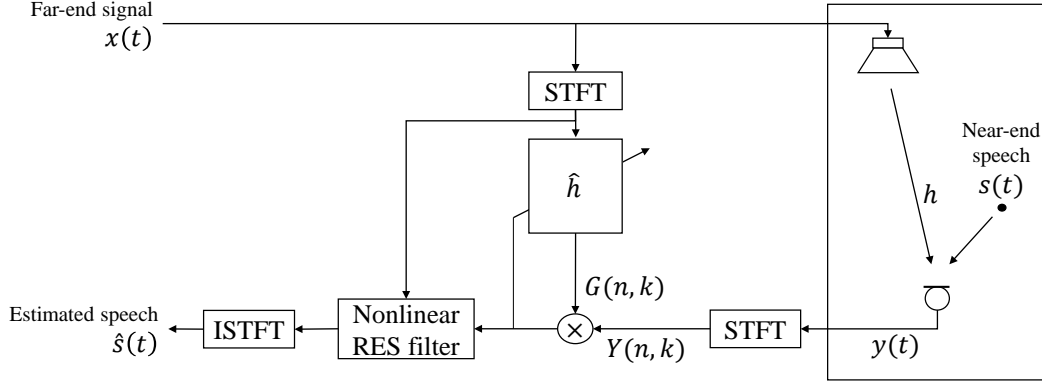 Far-end signal
x(t)
STFT
Near-end
speech
s(t)
ĥ
h
G(n, k)
Estimated speech
ŝ(t)
ISTFT
Nonlinear
RES filter
×
Y(n, k)
STFT
y(t)